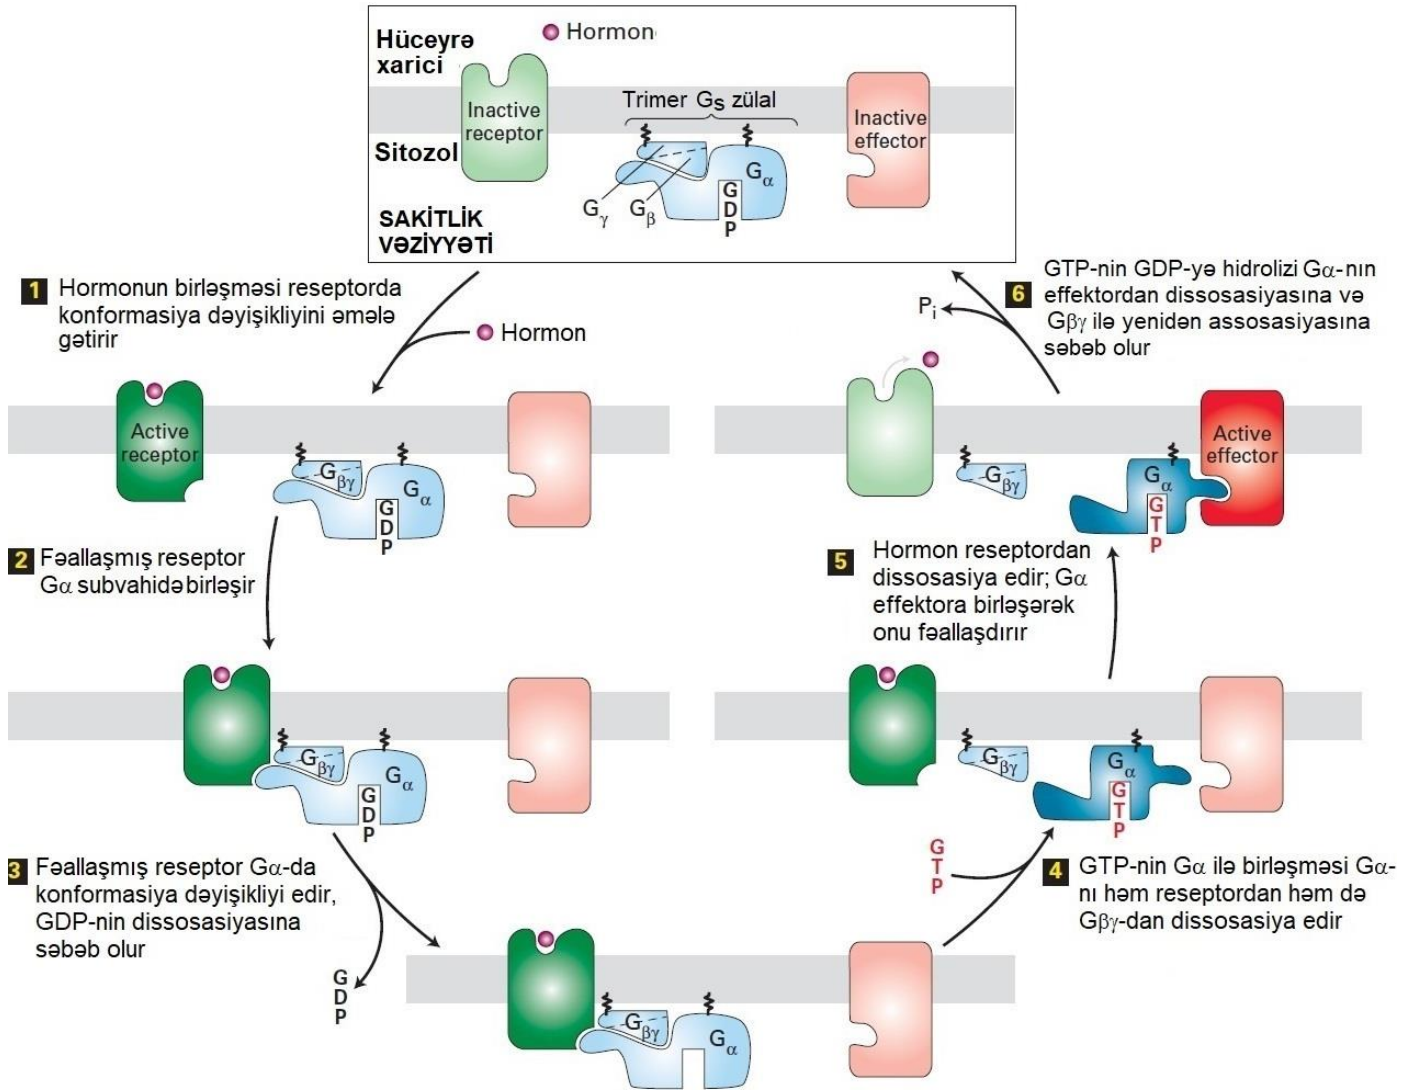 Hüceyrə
xarici
Hormon
Inactive
receptor
Trimer Gs zülal
Inactive
effector
Sitozol
Gα
GDP
Gγ
Gβ
SAKİTLİK
VƏZİYYƏTİ
1 Hormonun birləşməsi reseptorda
konformasiya dəyişikliyini əmələ
gətirir
Hormon
Active
receptor
Gβγ
Gα
GDP
2 Fəallaşmış reseptor
Gα subvahidə birləşir
Gβγ
Gα
GDP
3 Fəallaşmış reseptor Gα-da
konformasiya dəyişikliyi edir,
GDP-nin dissosasiyasına
səbəb olur
GDP
Gβγ
Gα
GTP
4 GTP-nin Gα ilə birləşməsi Gα-
nı həm reseptordan həm də
Gβγ-dan dissosasiya edir
Gβγ
Gα
GTP
5 Hormon reseptordan
dissosasiya edir; Gα
effektora birləşərək
onu fəallaşdırır
Gβγ
Gα
GTP
Active
effector
6 GTP-nin GDP-yə hidrolizi Gα-nın
effektordan dissosasiyasına və
Gβγ ilə yenidən assosasiyasına
səbəb olur
Pi